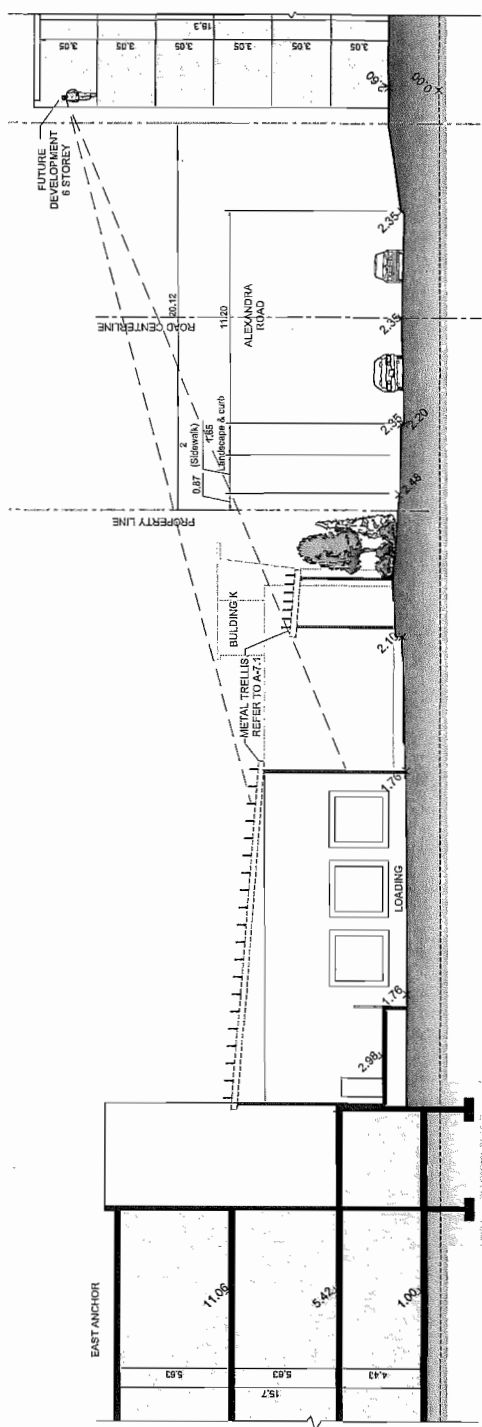 EAST ANCHOR
15.7
5.63
5.63
4.43
11.06
5.42
1.00
2.98
1.76
LOADING
1.76
METAL TRELLIS
REFER TO A-7.1
BUILDING K
2.10
PROPERTY LINE
0.87
2
(Sidewalk)
1.65
Landscape & curb
2.48
2.35
2.20
20.12
11.20
ROAD CENTERLINE
ALEXANDRA
ROAD
2.35
2.35
FUTURE
DEVELOPMENT
6 STOREY
3.05
3.05
3.05
3.05
3.05
3.05
18.3
2.60
0.00